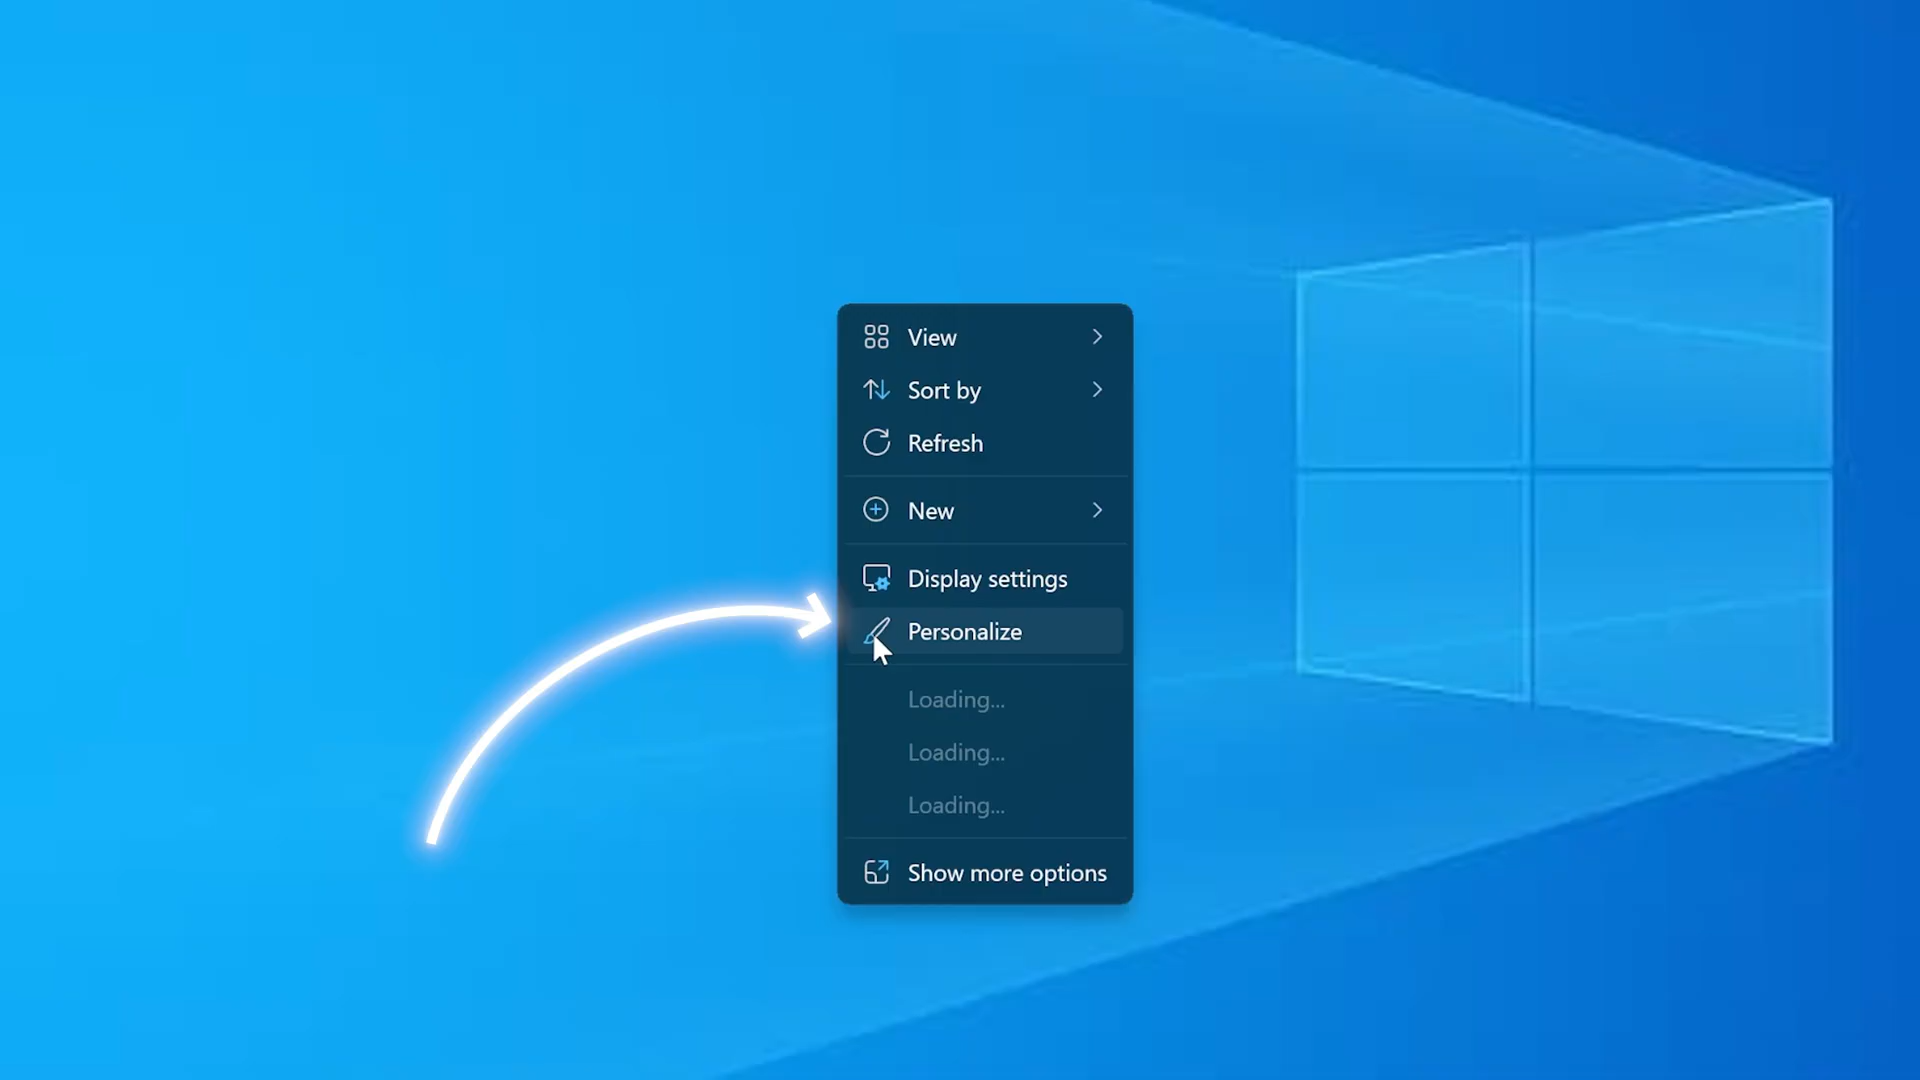 View
Sort by
Refresh
New
Display settings
Personalize
Loading...
Loading...
Loading...
Show more options